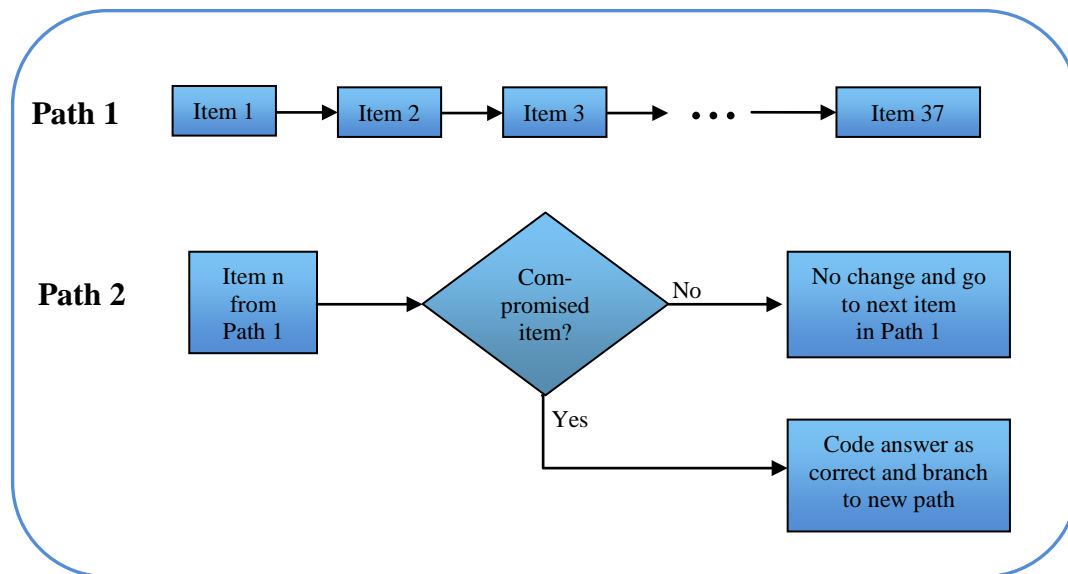 Path 1
Item 1
Item 2
Item 3
...
Item 37
Path 2
Item n
from
Path 1
Com-
promised
item?
No
No change and go
to next item
in Path 1
Yes
Code answer as
correct and branch
to new path